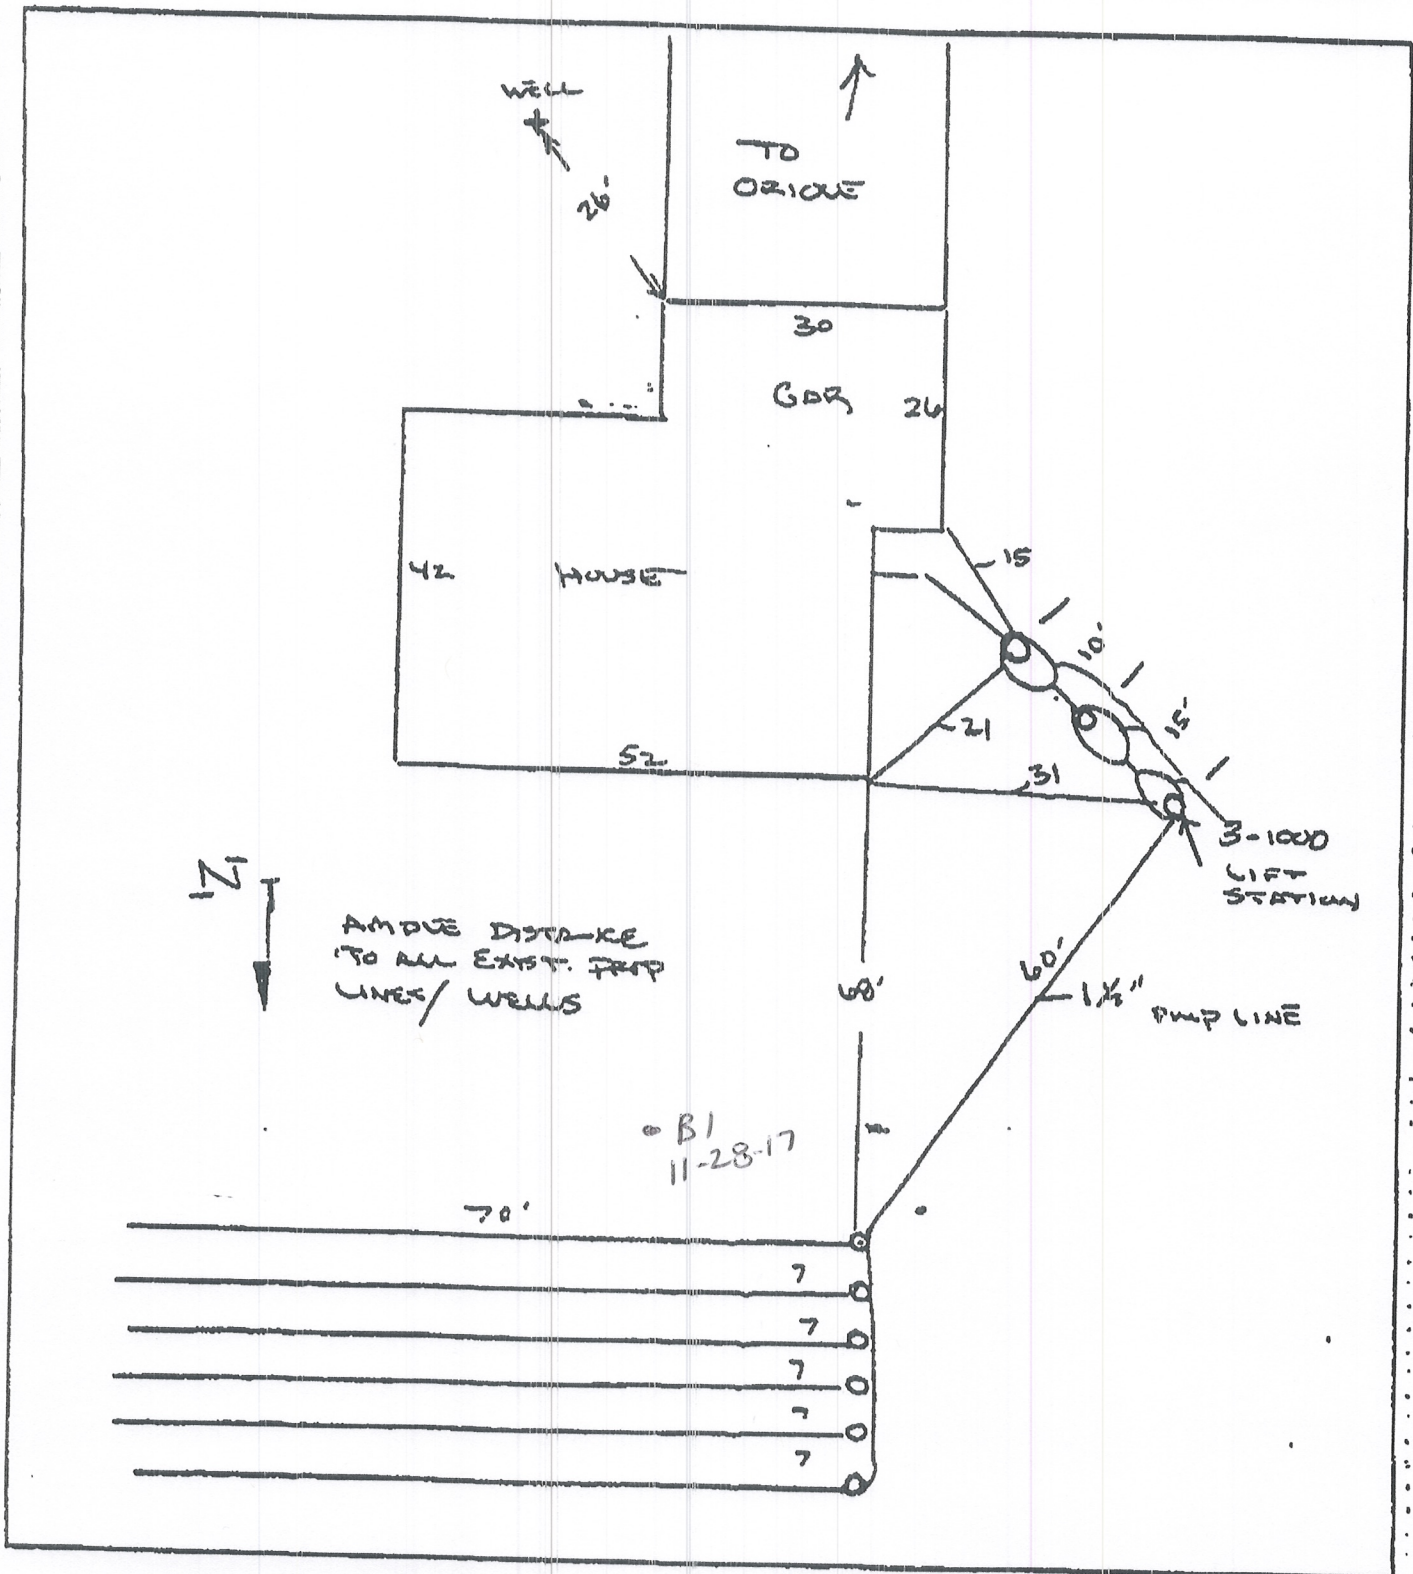 WELL
26'
TO
ORIOLE
30
GAR
26
42
HOUSE
15
10'
15'
21
52
31
3-1000
LIFT
STATION
N
AMPLE DISTANCE
TO ALL EXIST. PROP
LINES/ WELLS
68'
60'
PUMP LINE
B1
11-28-17
70'
7
7
7
7
7